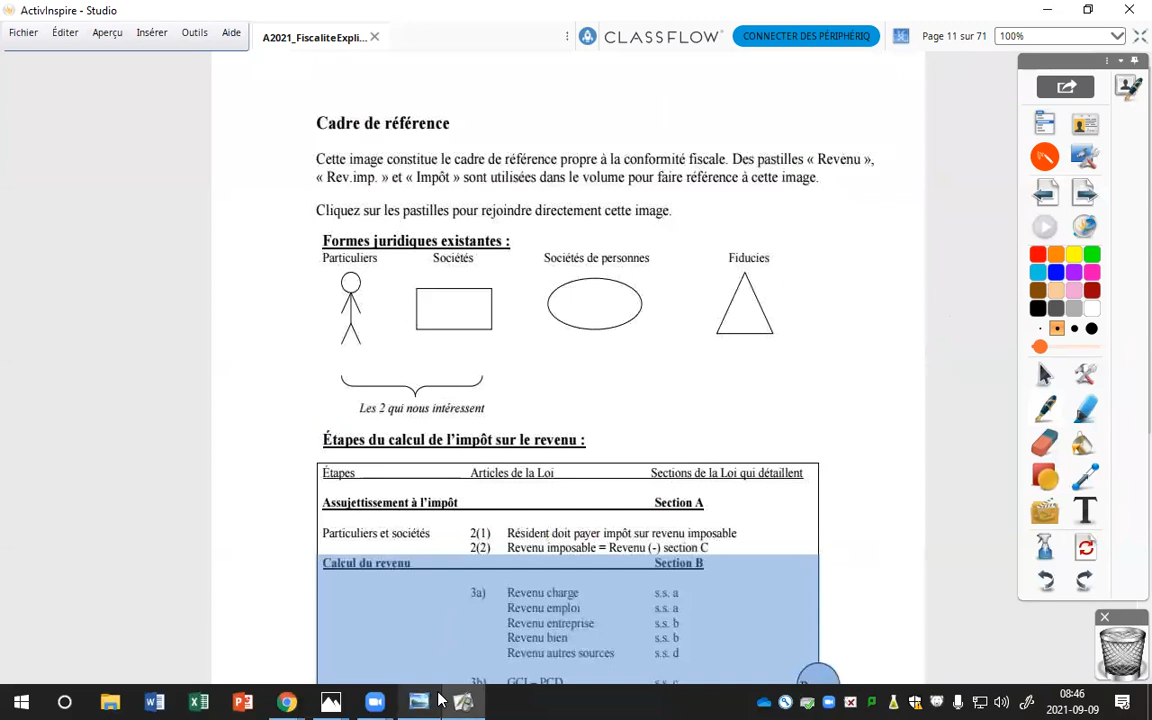 ActivInspire - Studio
Fichier Éditer Aperçu Insérer Outils Aide
A2021_FiscaliteExpli...
CLASSFLOW
CONNECTER DES PÉRIPHÉRIQ
Page 11 sur 71
100%
Cadre de référence
Cette image constitue le cadre de référence propre à la conformité fiscale. Des pastilles « Revenu »,
« Rev.imp. » et « Impôt » sont utilisées dans le volume pour faire référence à cette image.
Cliquez sur les pastilles pour rejoindre directement cette image.
Formes juridiques existantes :
Particuliers Sociétés Sociétés de personnes Fiducies
Les 2 qui nous intéressent
Étapes du calcul de l'impôt sur le revenu :
Étapes Articles de la Loi Sections de la Loi qui détaillent
Assujettissement à l'impôt Section A
Particuliers et sociétés 2(1) Résident doit payer impôt sur revenu imposable
2(2) Revenu imposable = Revenu (-) section C
Calcul du revenu Section B
3a) Revenu charge s.s. a
Revenu emploi s.s. a
Revenu entreprise s.s. b
Revenu bien s.s. b
Revenu autres sources s.s. d
3b) GCI – PCD s.s. c
08:46
2021-09-09